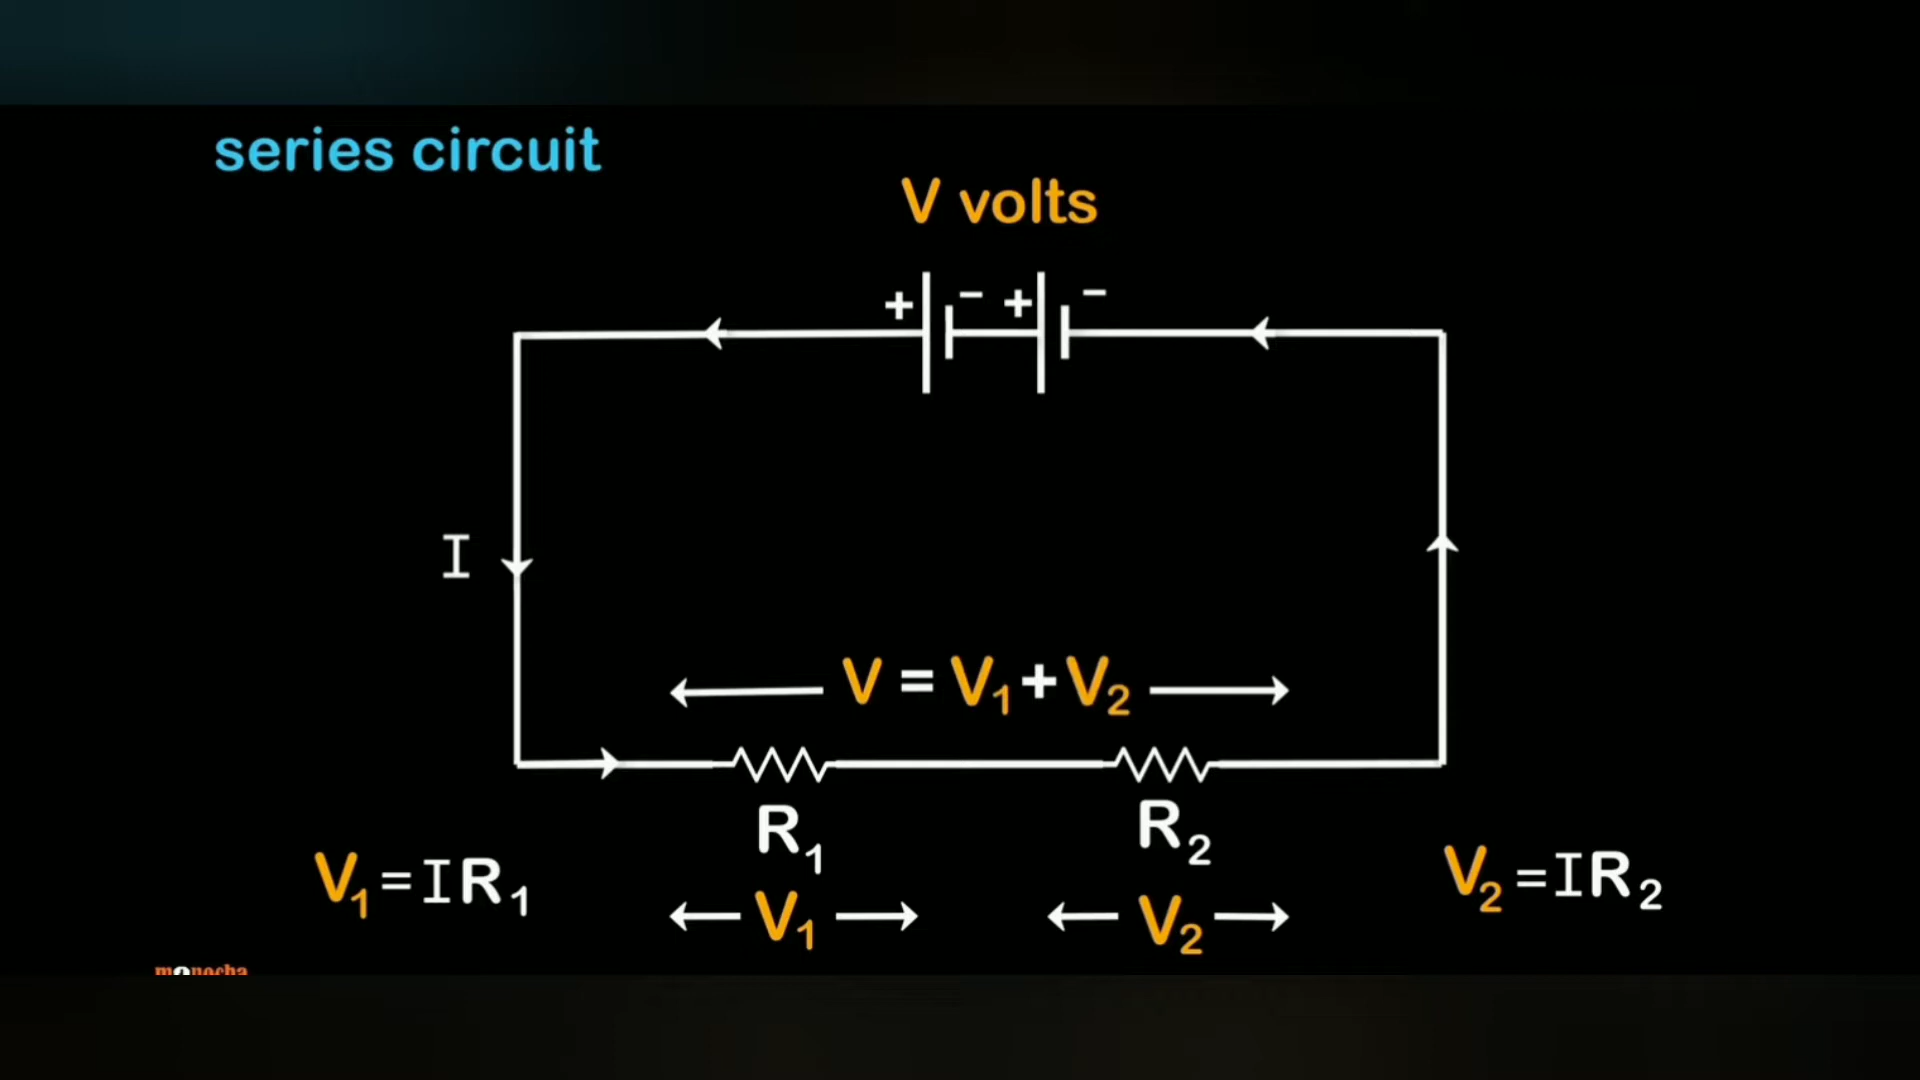 series circuit
V volts
+ − + −
I
V = V₁ + V₂
R₁
R₂
V₁ = IR₁
V₁
V₂
V₂ = IR₂